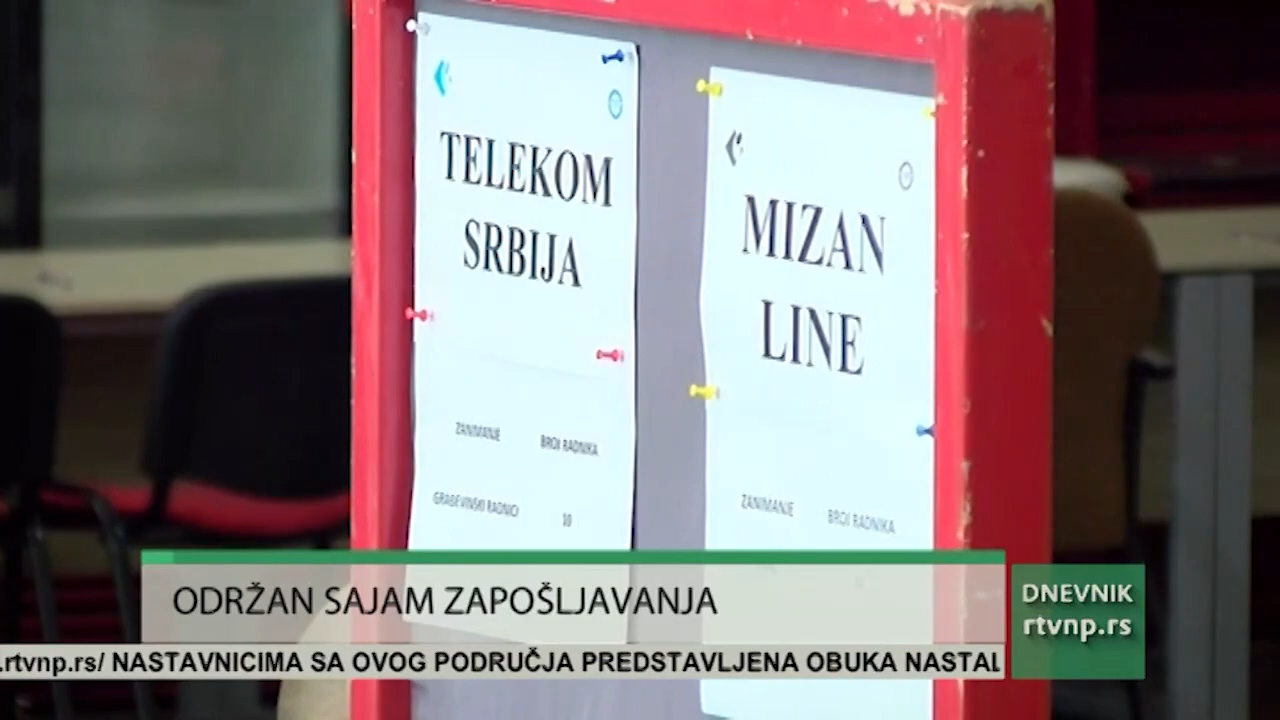 TELEKOM
SRBIJA
ZANIMANJE BROJ RADNIKA
GRAĐEVINSKI RADNICI 10
MIZAN
LINE
ZANIMANJE BROJ RADNIKA
ODRŽAN SAJAM ZAPOŠLJAVANJA
DNEVNIK
rtvnp.rs
.rtvnp.rs/ NASTAVNICIMA SA OVOG PODRUČJA PREDSTAVLJENA OBUKA NASTAL